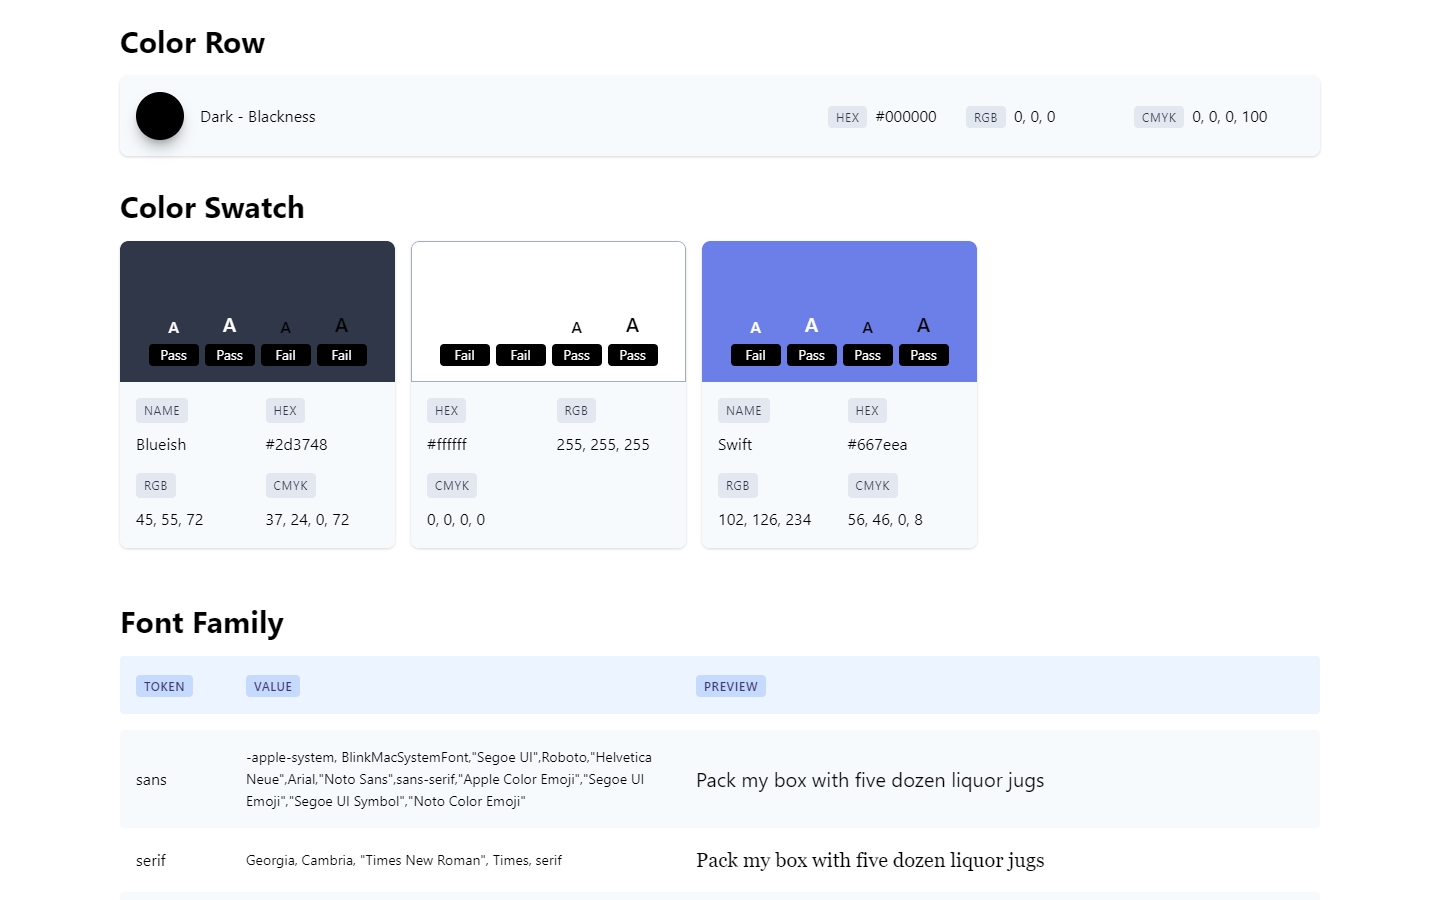 Color Row
Dark - Blackness HEX #000000 RGB 0, 0, 0 CMYK 0, 0, 0, 100
Color Swatch
A A A A
Pass Pass Fail Fail
NAME HEX
Blueish #2d3748
RGB CMYK
45, 55, 72 37, 24, 0, 72
A A
Fail Fail Pass Pass
HEX RGB
#ffffff 255, 255, 255
CMYK
0, 0, 0, 0
A A A A
Fail Pass Pass Pass
NAME HEX
Swift #667eea
RGB CMYK
102, 126, 234 56, 46, 0, 8
Font Family
TOKEN VALUE PREVIEW
sans
-apple-system, BlinkMacSystemFont,"Segoe UI",Roboto,"Helvetica
Neue",Arial,"Noto Sans",sans-serif,"Apple Color Emoji","Segoe UI
Emoji","Segoe UI Symbol","Noto Color Emoji"
Pack my box with five dozen liquor jugs
serif Georgia, Cambria, "Times New Roman", Times, serif Pack my box with five dozen liquor jugs